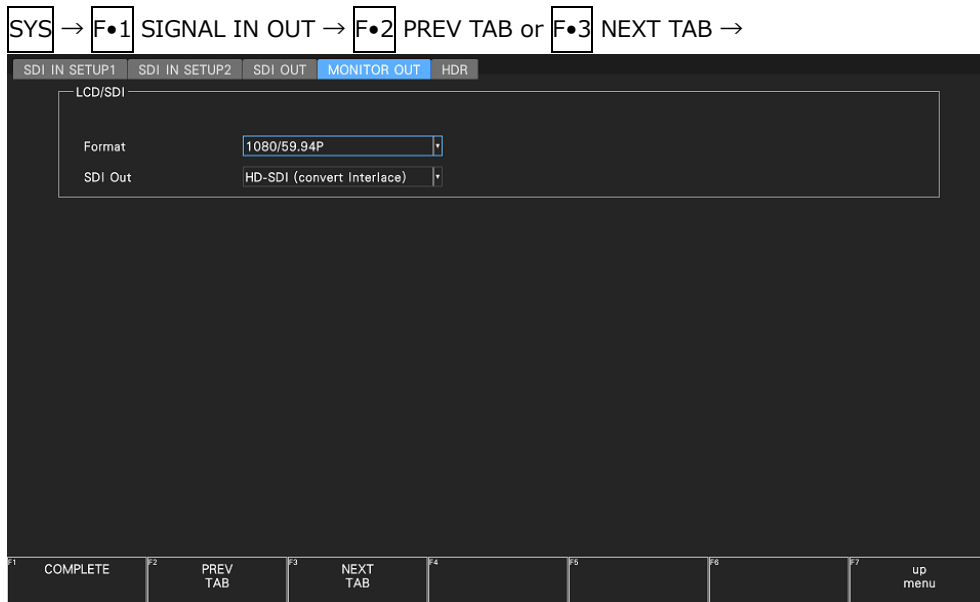 SYS → F•1 SIGNAL IN OUT → F•2 PREV TAB or F•3 NEXT TAB →
SDI IN SETUP1 SDI IN SETUP2 SDI OUT MONITOR OUT HDR
LCD/SDI
Format 1080/59.94P
SDI Out HD-SDI (convert Interlace)
F1 COMPLETE F2 PREV TAB F3 NEXT TAB F4 F5 F6 F7 up menu